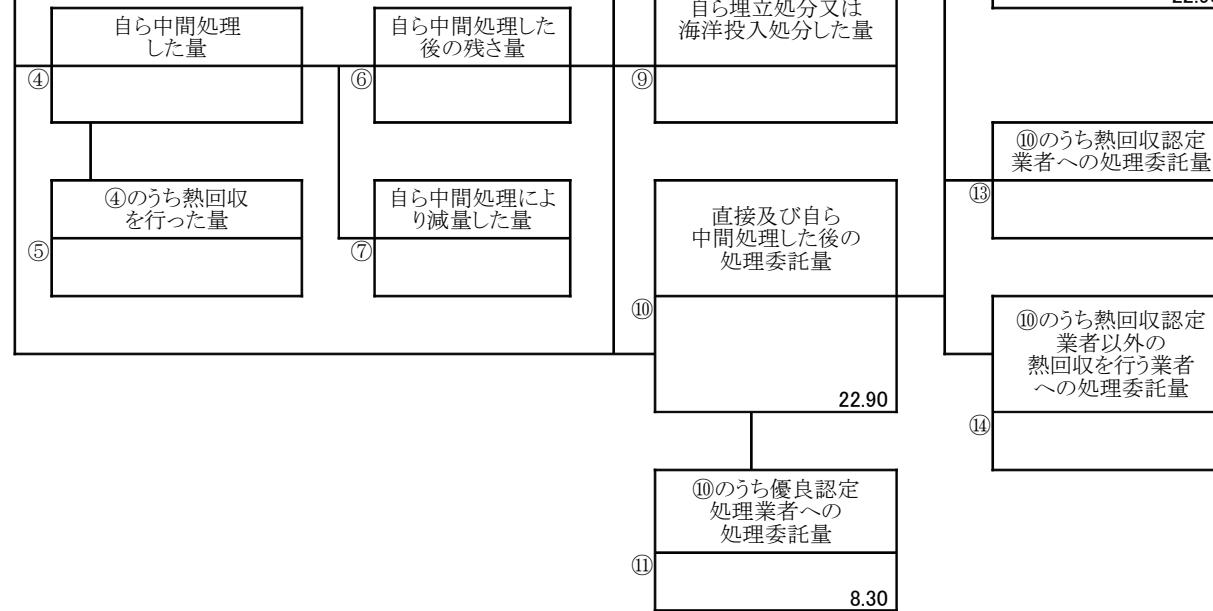 自ら中間処理
した量
④
自ら中間処理した
後の残さ量
⑥
自ら埋立処分又は
海洋投入処分した量
⑨
④のうち熱回収
を行った量
⑤
自ら中間処理によ
り減量した量
⑦
直接及び自ら
中間処理した後の
処理委託量
⑩
22.90
⑩のうち優良認定
処理業者への
処理委託量
⑪
8.30
⑩のうち熱回収認定
業者への処理委託量
⑬
⑩のうち熱回収認定
業者以外の
熱回収を行う業者
への処理委託量
⑭